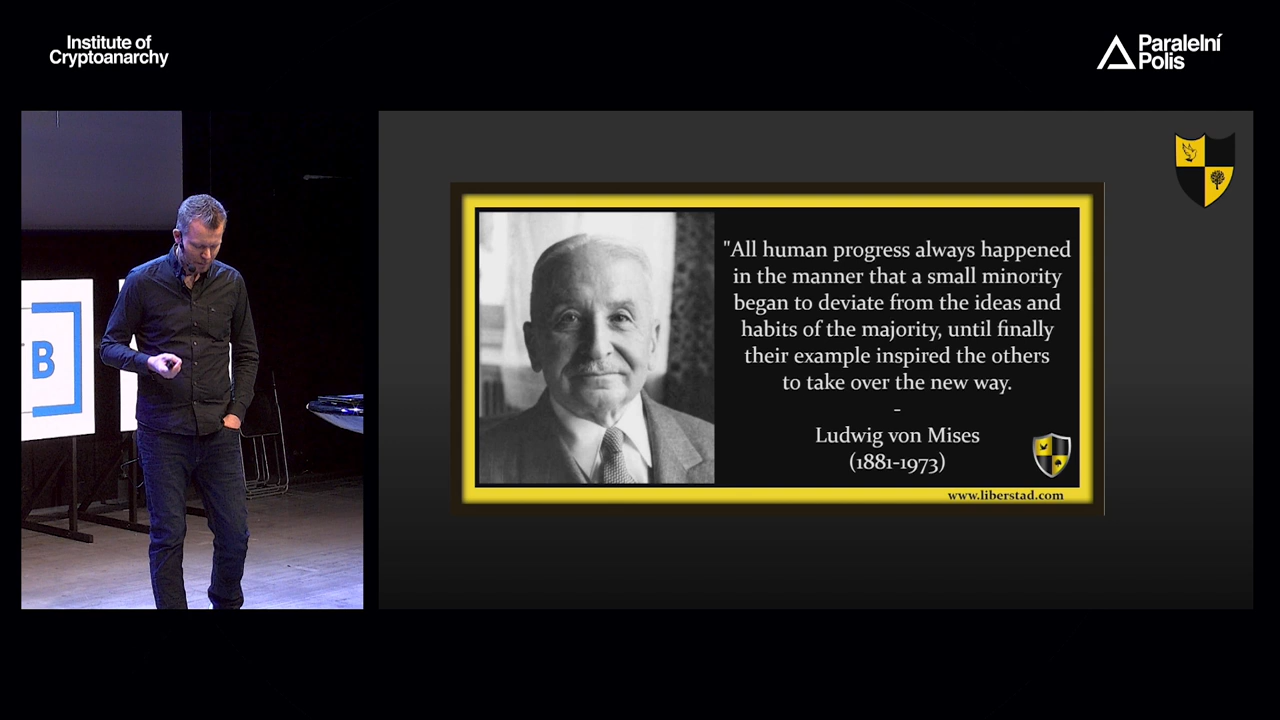 Institute of
Cryptoanarchy
Paralelní
Polis
B
"All human progress always happened
in the manner that a small minority
began to deviate from the ideas and
habits of the majority, until finally
their example inspired the others
to take over the new way.
-
Ludwig von Mises
(1881-1973)
www.liberstad.com